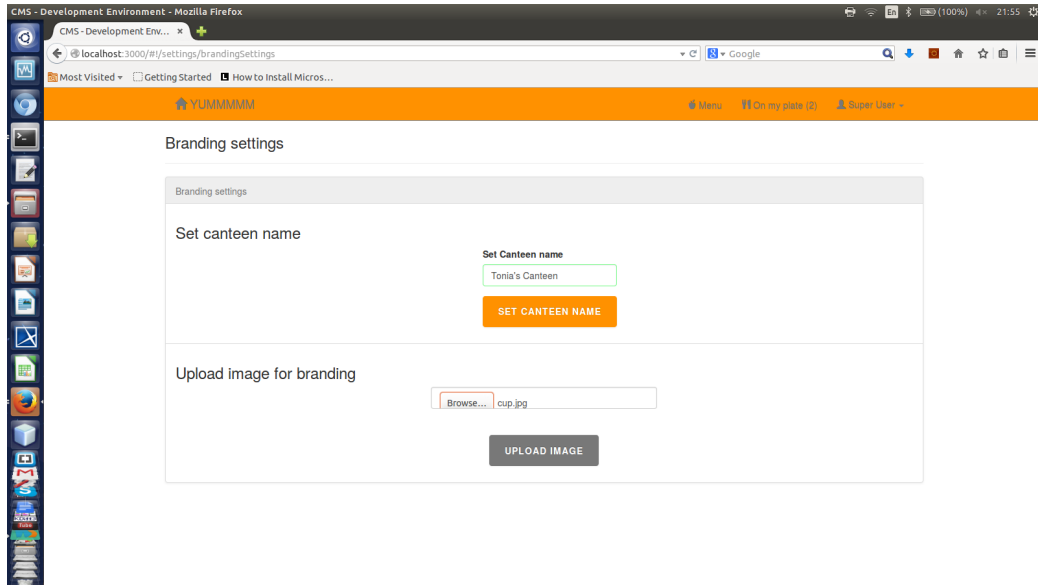 CMS - Development Environment - Mozilla Firefox
En (100%) 21:55
CMS - Development Env...
localhost:3000/#!/settings/brandingSettings
Google
Most Visited Getting Started How to Install Micros...
YUMMMMM Menu On my plate (2) Super User
Branding settings
Branding settings
Set canteen name
Set Canteen name
Tonia's Canteen
SET CANTEEN NAME
Upload image for branding
Browse... cup.jpg
UPLOAD IMAGE